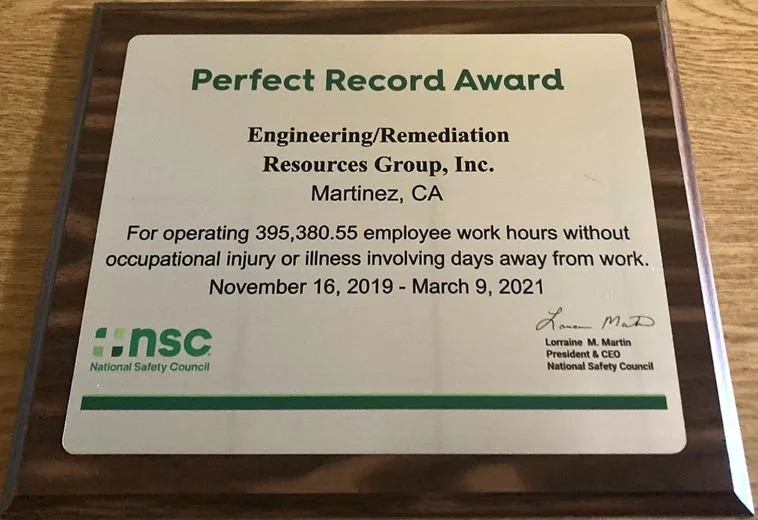 Perfect Record Award
Engineering/Remediation
Resources Group, Inc.
Martinez, CA
For operating 395,380.55 employee work hours without
occupational injury or illness involving days away from work.
November 16, 2019 - March 9, 2021
nsc
National Safety Council
Lorraine M. Martin
President & CEO
National Safety Council